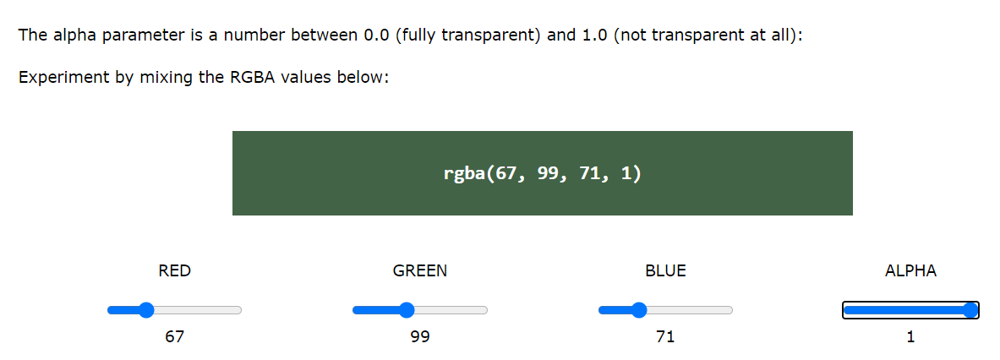 The alpha parameter is a number between 0.0 (fully transparent) and 1.0 (not transparent at all):
Experiment by mixing the RGBA values below:
rgba(67, 99, 71, 1)
RED GREEN BLUE ALPHA
67 99 71 1